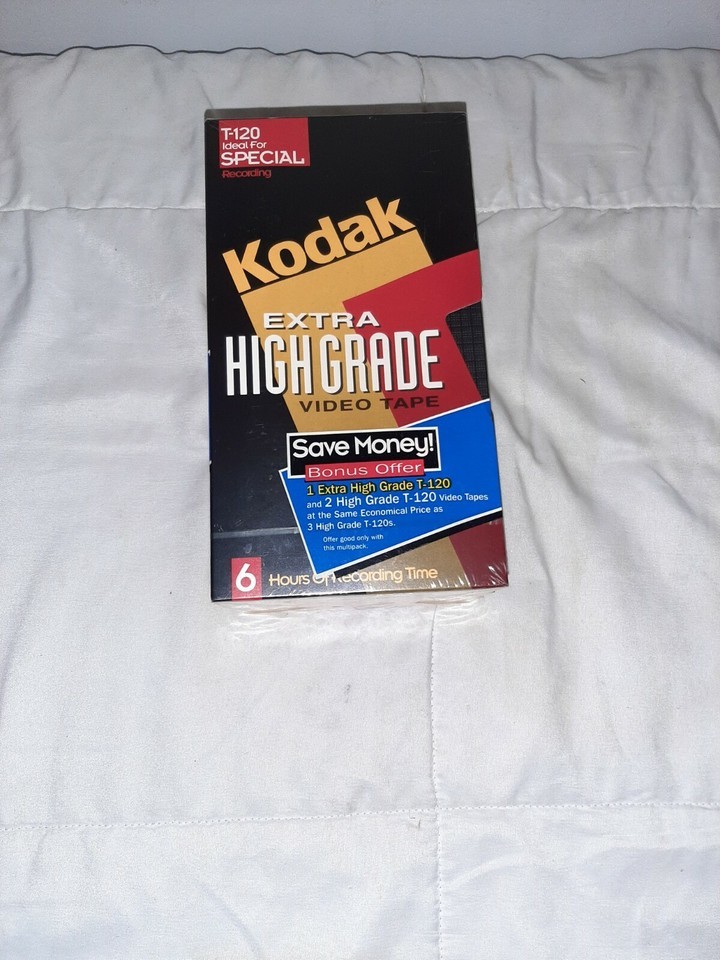 T-120
Ideal For
SPECIAL
Recording
Kodak
EXTRA
HIGH GRADE
VIDEO TAPE
Save Money!
Bonus Offer
1 Extra High Grade T-120
and 2 High Grade T-120 Video Tapes
at the Same Economical Price as
3 High Grade T-120s.
Offer good only with
this multipack.
6 Hours Of Recording Time